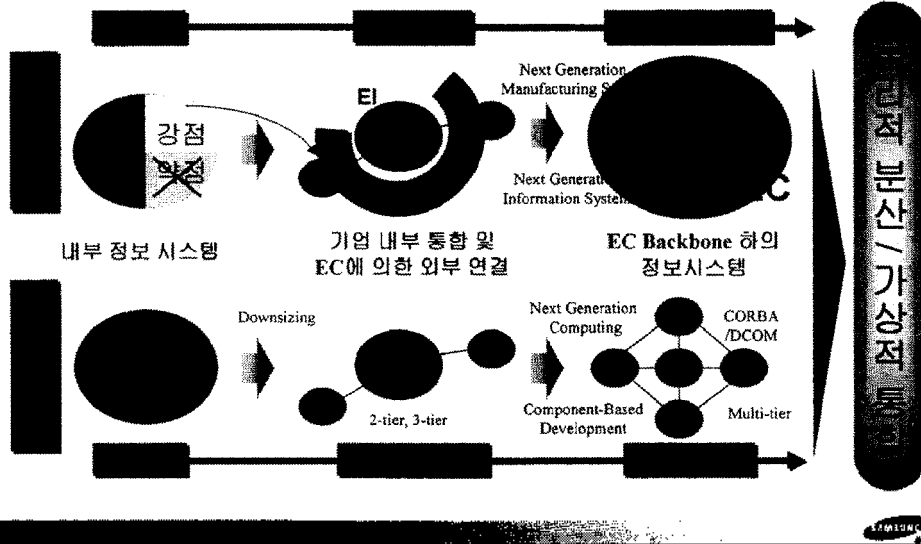 EI
강점
약점
Next Generation
Manufacturing
Next
Information System
EC
내부 정보 시스템
기업 내부 통합 및
EC에 의한 외부 연결
EC Backbone 하의
정보시스템
Downsizing
2-tier, 3-tier
Next Generation
Computing
CORBA
/DCOM
Component-Based
Development
Multi-tier
분산/가상적
SAMSUNG